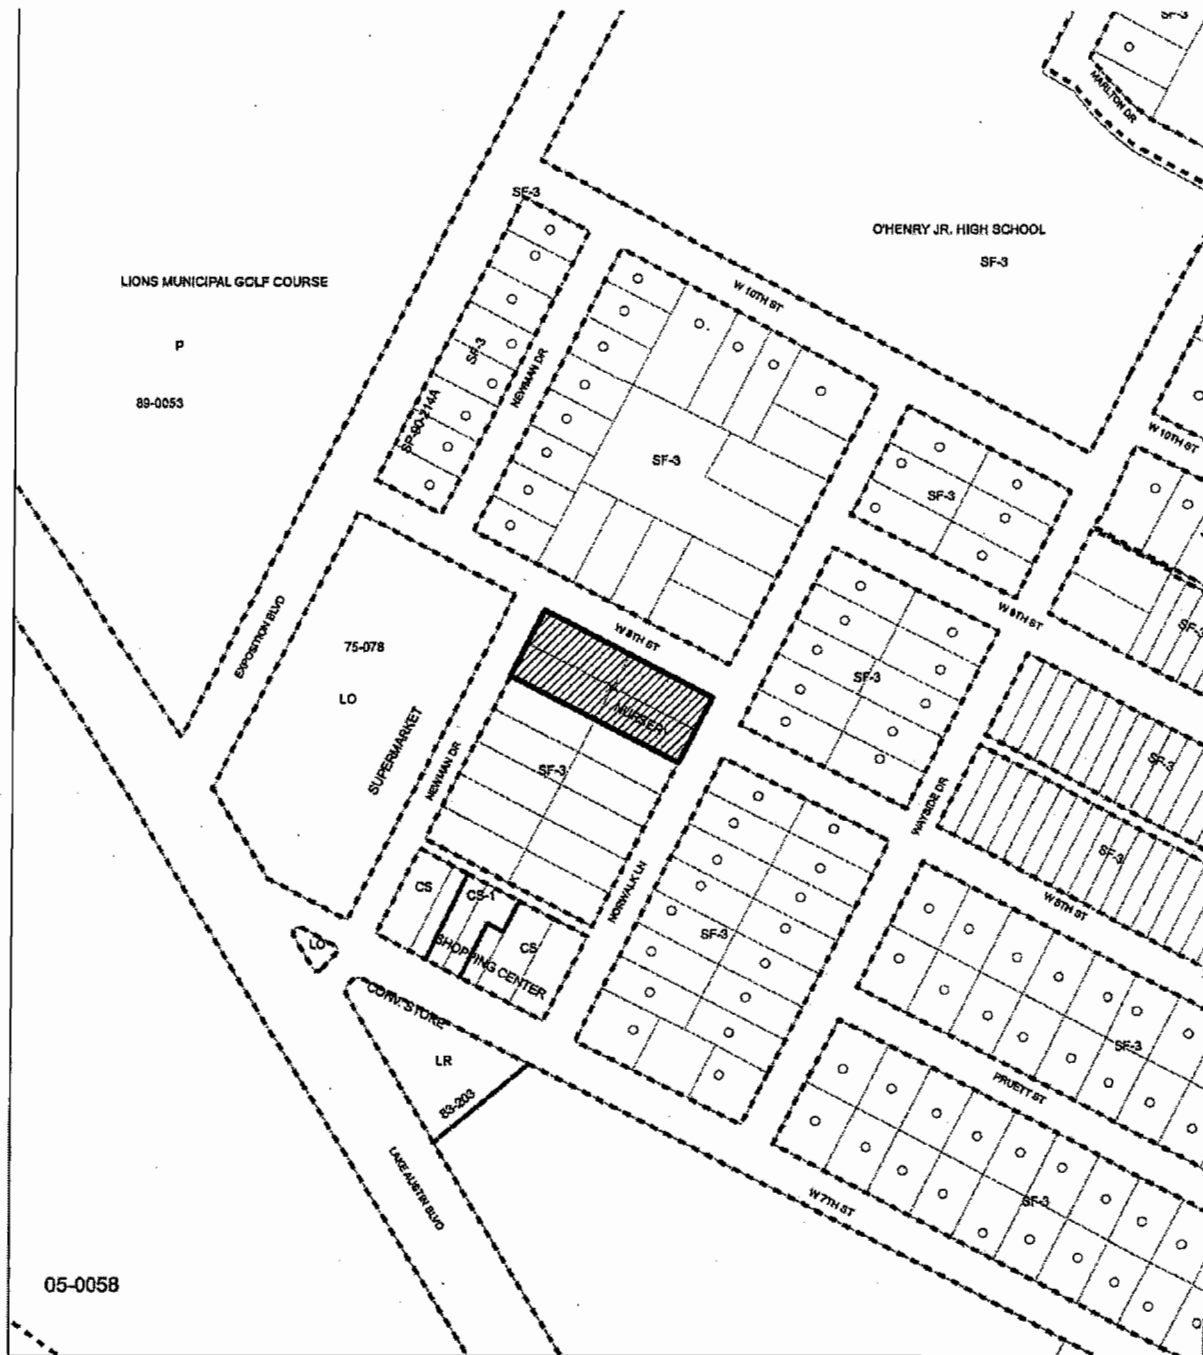 SF-3
MARLTON DR
SF-3
O'HENRY JR. HIGH SCHOOL
SF-3
LIONS MUNICIPAL GOLF COURSE
P
89-0053
W 10TH ST
SF-3
NEWMAN DR
SP-90-214A
W 10TH ST
SF-3
SF-3
EXPOSITION BLVD
75-078
LO
SUPERMARKET
W 9TH ST
SF-3
W 8TH ST
SF-3
NURSERY
NEWMAN DR
SF-3
SF-3
WAYSIDE DR
SF-3
CS
CS-1
CS
SHOPPING CENTER
NORWALK LN
SF-3
W 8TH ST
LO
CONV. STORE
LR
83-203
SF-3
PRUETT ST
LAKE AUSTIN BLVD
W 7TH ST
SF-3
05-0058